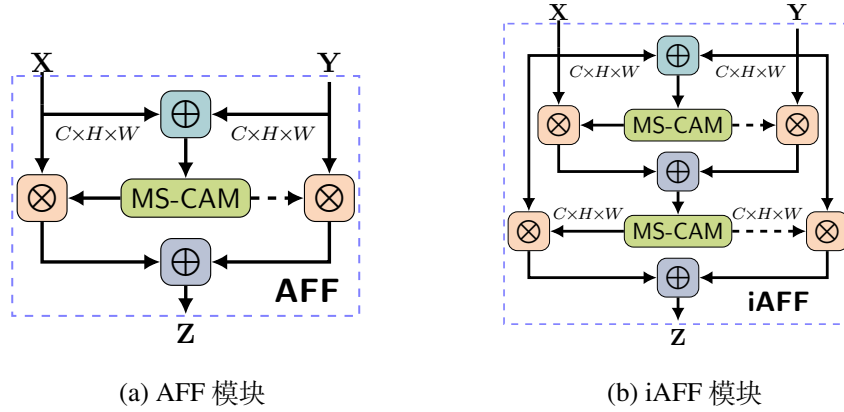 X Y
C×H×W C×H×W
MS-CAM
AFF
Z
(a) AFF 模块
X Y
C×H×W C×H×W
MS-CAM
C×H×W C×H×W
MS-CAM
iAFF
Z
(b) iAFF 模块